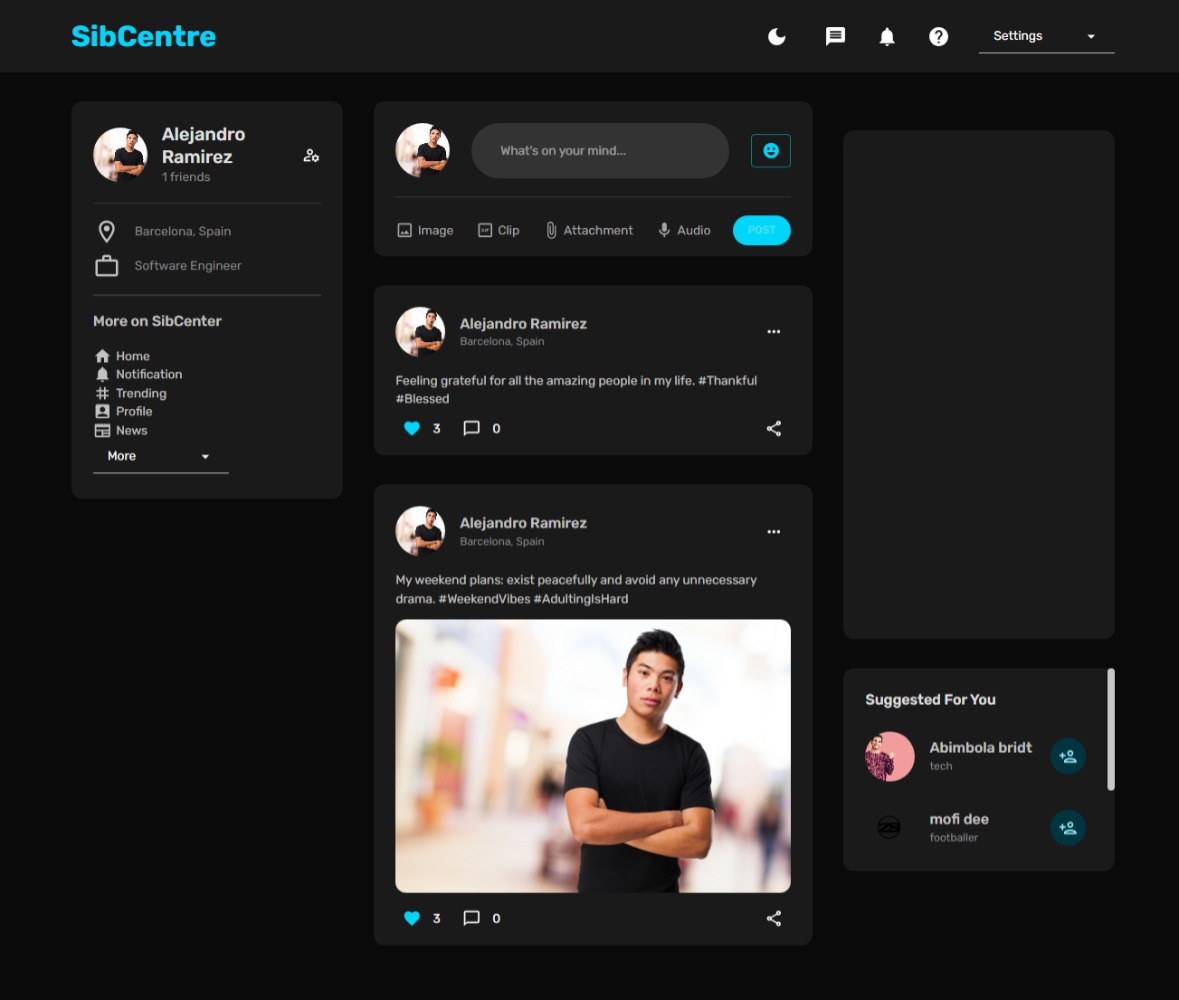 SibCentre
Settings
Alejandro
Ramirez
1 friends
Barcelona, Spain
Software Engineer
More on SibCenter
Home
Notification
Trending
Profile
News
More
What's on your mind...
Image
GIF
Clip
Attachment
Audio
POST
Alejandro Ramirez
Barcelona, Spain
Feeling grateful for all the amazing people in my life. #Thankful
#Blessed
3
0
Alejandro Ramirez
Barcelona, Spain
My weekend plans: exist peacefully and avoid any unnecessary
drama. #WeekendVibes #AdultingIsHard
3
0
Suggested For You
Abimbola bridt
tech
ZS
mofi dee
footballer